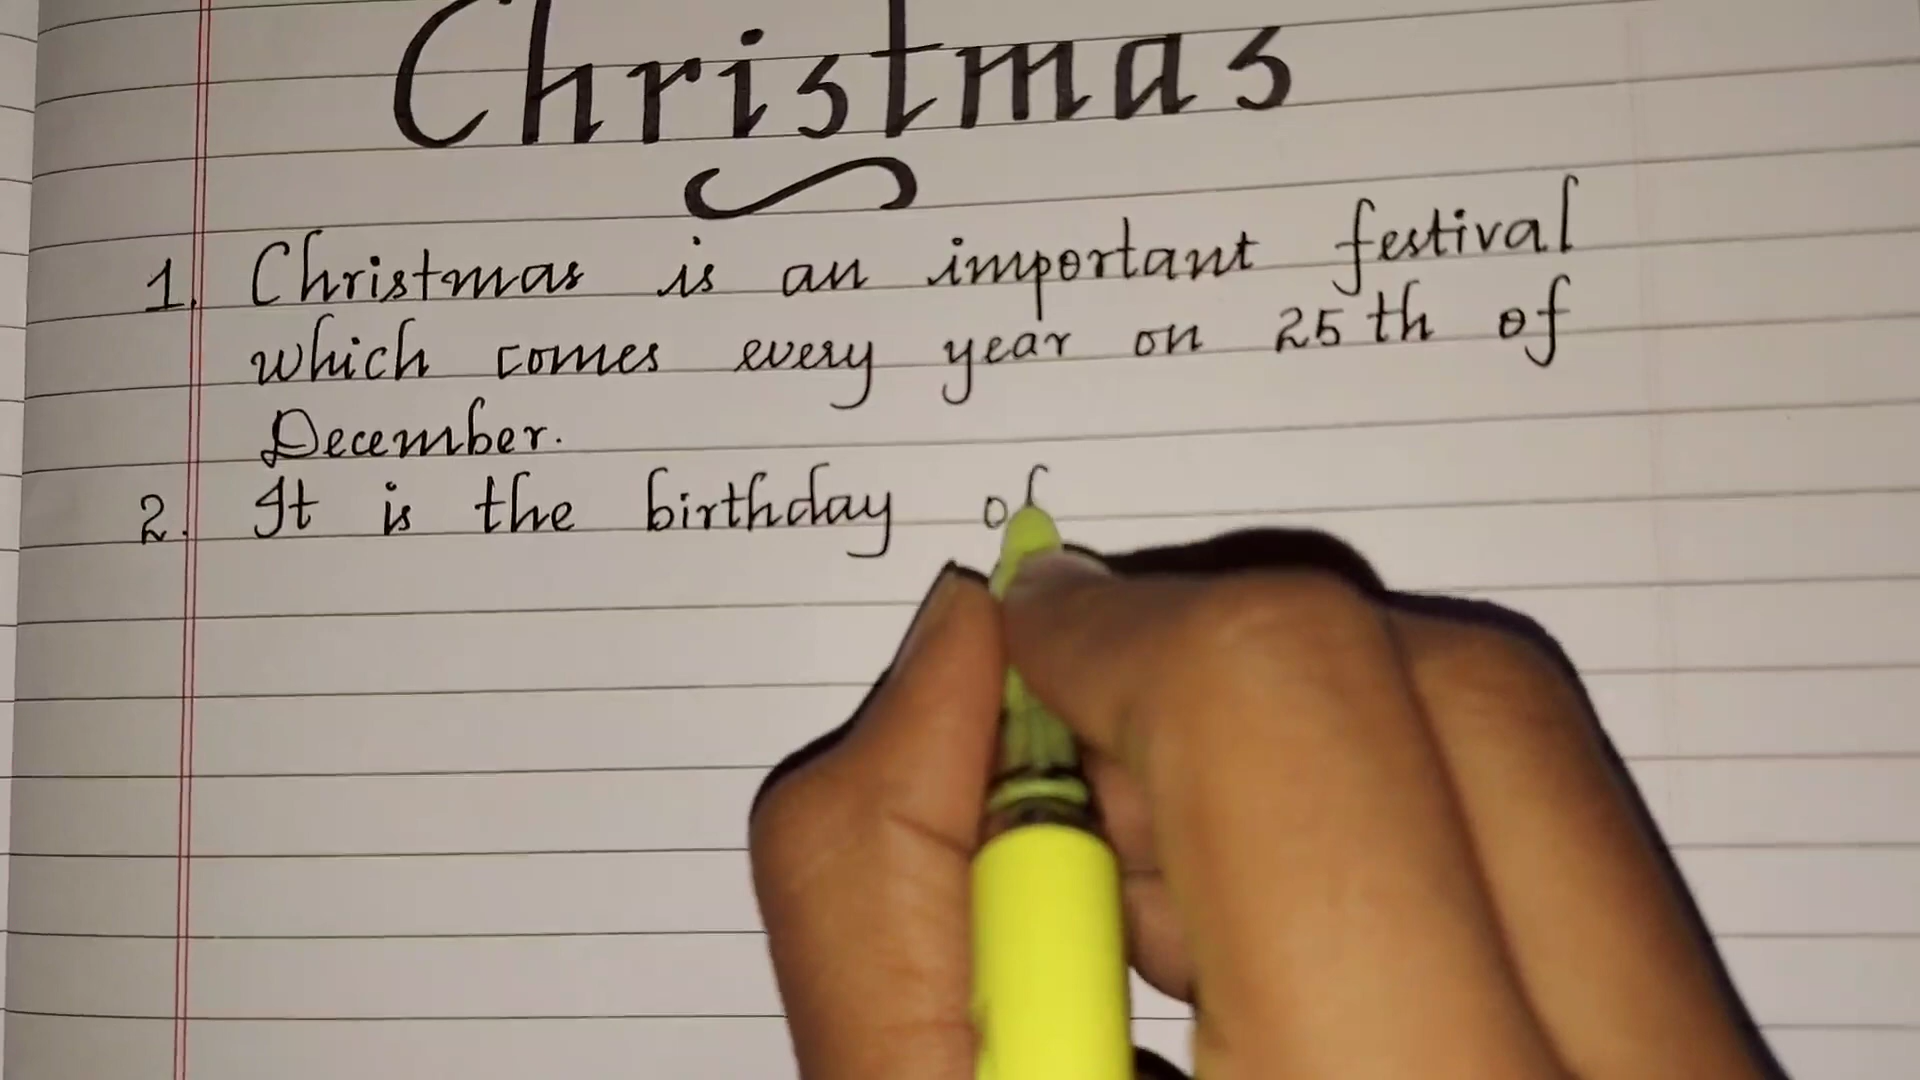 Christmas
1. Christmas is an important festival
which comes every year on 25th of
December.
2. It is the birthday of